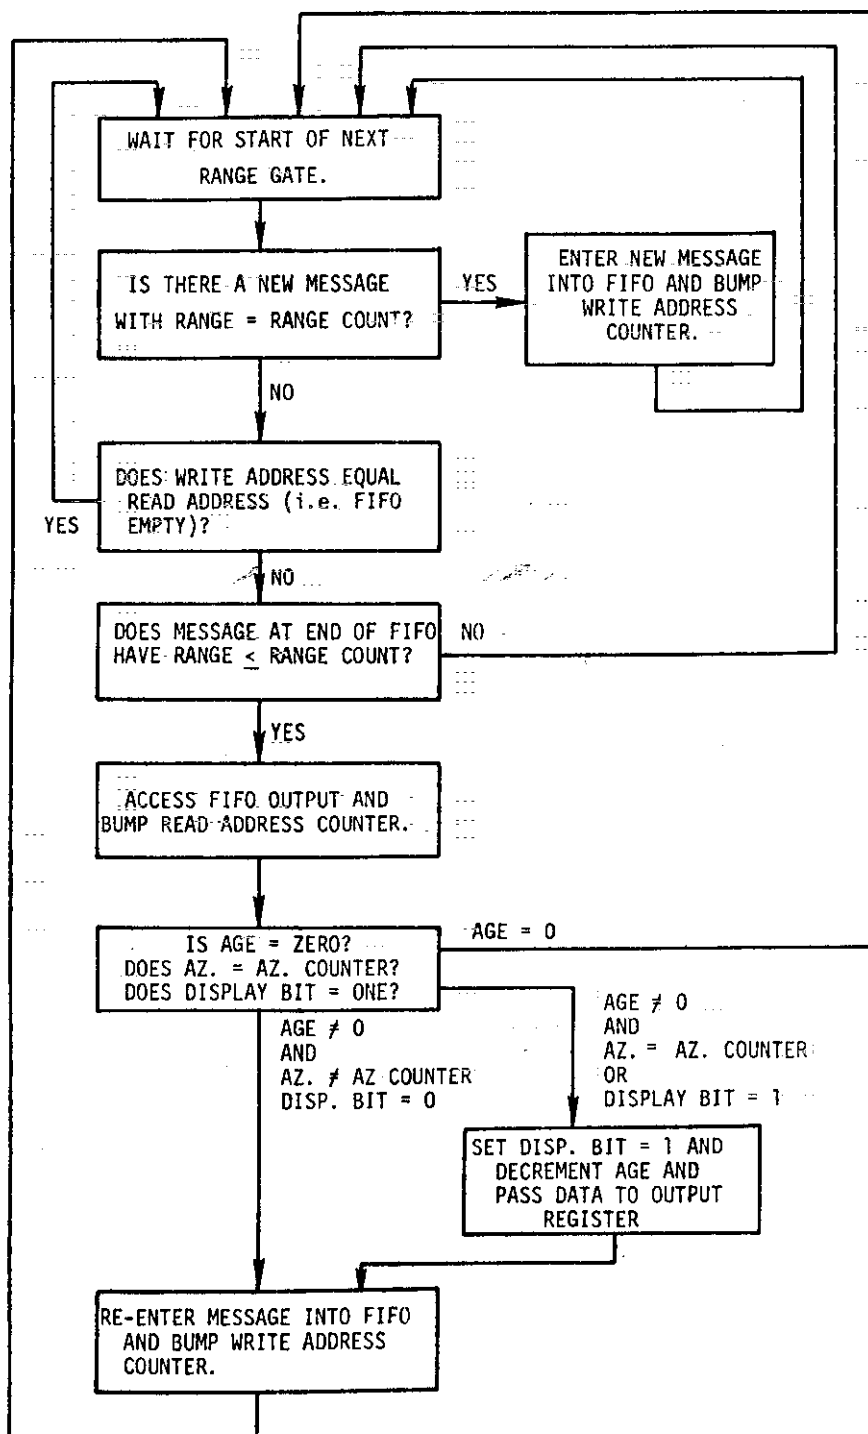 WAIT FOR START OF NEXT
RANGE GATE.
IS THERE A NEW MESSAGE
WITH RANGE = RANGE COUNT?
YES
ENTER NEW MESSAGE
INTO FIFO AND BUMP
WRITE ADDRESS
COUNTER.
NO
DOES WRITE ADDRESS EQUAL
READ ADDRESS (i.e. FIFO
EMPTY)?
YES
NO
DOES MESSAGE AT END OF FIFO
HAVE RANGE ≤ RANGE COUNT?
NO
YES
ACCESS FIFO OUTPUT AND
BUMP READ ADDRESS COUNTER.
IS AGE = ZERO?
DOES AZ. = AZ. COUNTER?
DOES DISPLAY BIT = ONE?
AGE = 0
AGE ≠ 0
AND
AZ. ≠ AZ COUNTER
DISP. BIT = 0
AGE ≠ 0
AND
AZ. = AZ. COUNTER
OR
DISPLAY BIT = 1
SET DISP. BIT = 1 AND
DECREMENT AGE AND
PASS DATA TO OUTPUT
REGISTER
RE-ENTER MESSAGE INTO FIFO
AND BUMP WRITE ADDRESS
COUNTER.